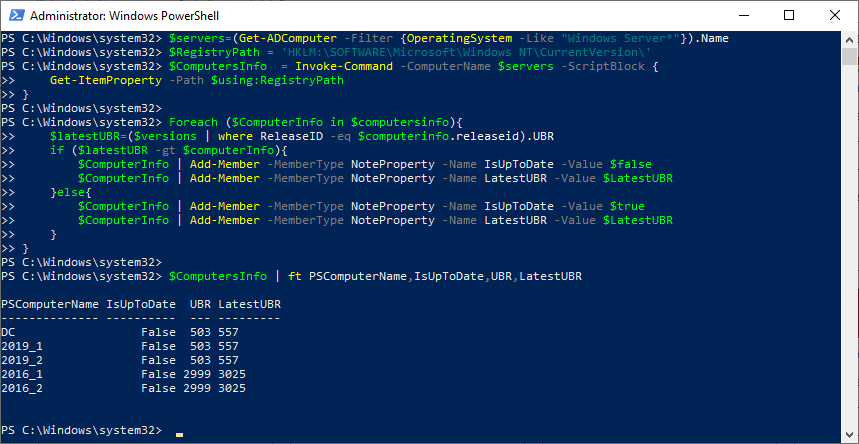 Administrator: Windows PowerShell
PS C:\Windows\system32> $servers=(Get-ADComputer -Filter {OperatingSystem -Like "Windows Server*"}).Name
PS C:\Windows\system32> $RegistryPath = 'HKLM:\SOFTWARE\Microsoft\Windows NT\CurrentVersion\'
PS C:\Windows\system32> $ComputersInfo  = Invoke-Command -ComputerName $servers -ScriptBlock {
>>     Get-ItemProperty -Path $using:RegistryPath
>> }
PS C:\Windows\system32>
PS C:\Windows\system32> Foreach ($ComputerInfo in $computersinfo){
>>     $latestUBR=($versions | where ReleaseID -eq $computerinfo.releaseid).UBR
>>     if ($latestUBR -gt $computerInfo){
>>         $ComputerInfo | Add-Member -MemberType NoteProperty -Name IsUpToDate -Value $false
>>         $ComputerInfo | Add-Member -MemberType NoteProperty -Name LatestUBR -Value $LatestUBR
>>     }else{
>>         $ComputerInfo | Add-Member -MemberType NoteProperty -Name IsUpToDate -Value $true
>>         $ComputerInfo | Add-Member -MemberType NoteProperty -Name LatestUBR -Value $LatestUBR
>>     }
>> }
PS C:\Windows\system32>
PS C:\Windows\system32> $ComputersInfo | ft PSComputerName,IsUpToDate,UBR,LatestUBR
PSComputerName IsUpToDate  UBR LatestUBR
-------------- ----------  --- ---------
DC                  False  503 557
2019_1              False  503 557
2019_2              False  503 557
2016_1              False 2999 3025
2016_2              False 2999 3025
PS C:\Windows\system32>